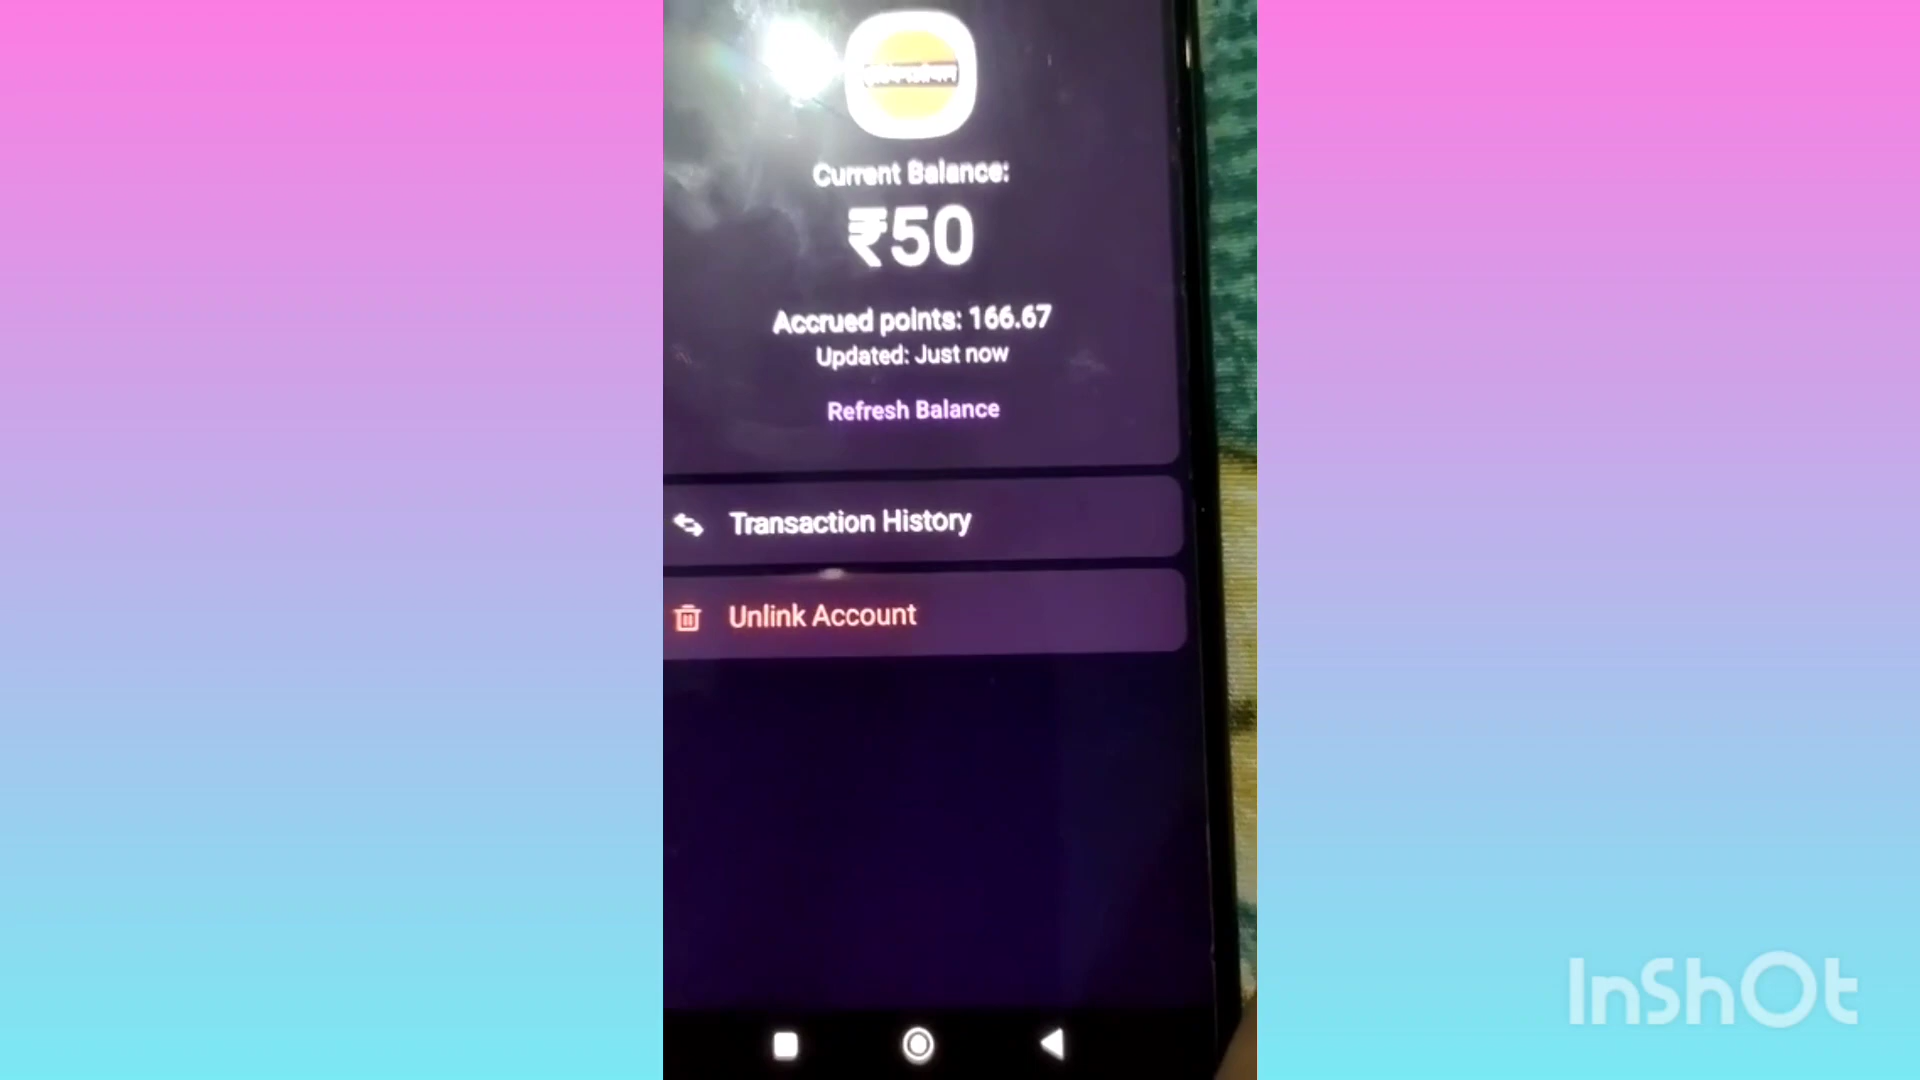 Current Balance:
₹50
Accrued points: 166.67
Updated: Just now
Refresh Balance
Transaction History
Unlink Account
InShOt